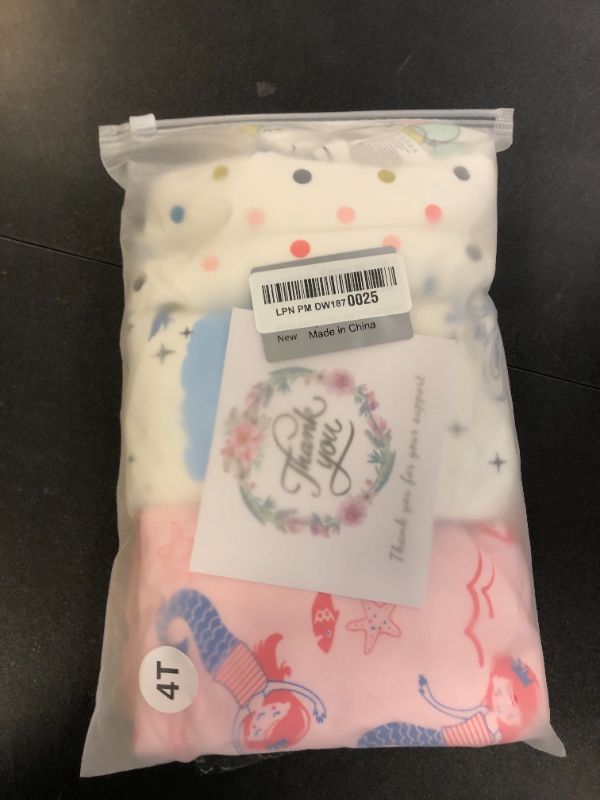 LPN PM DW187 0025
New Made in China
Thank
you
Thank you for your support
4T